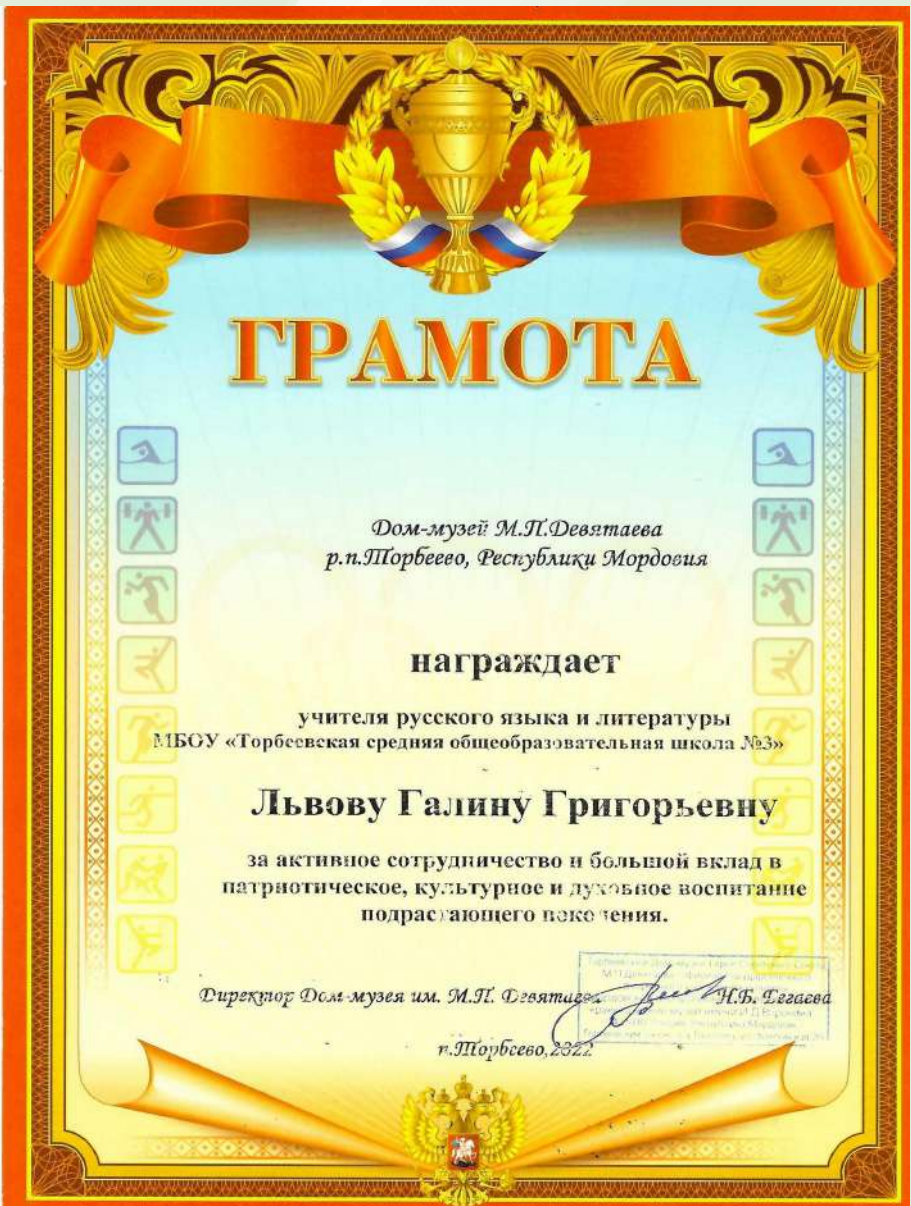 ГРАМОТА
Дом-музей М.П.Девятаева
р.п.Торбеево, Республики Мордовия
награждает
учителя русского языка и литературы
МБОУ «Торбеевская средняя общеобразовательная школа №3»
Львову Галину Григорьевну
за активное сотрудничество и большой вклад в
патриотическое, культурное и духовное воспитание
подрастающего поколения.
Директор Дом-музея им. М.П. Девятаева Н.Б.
п.Торбеево, 2022